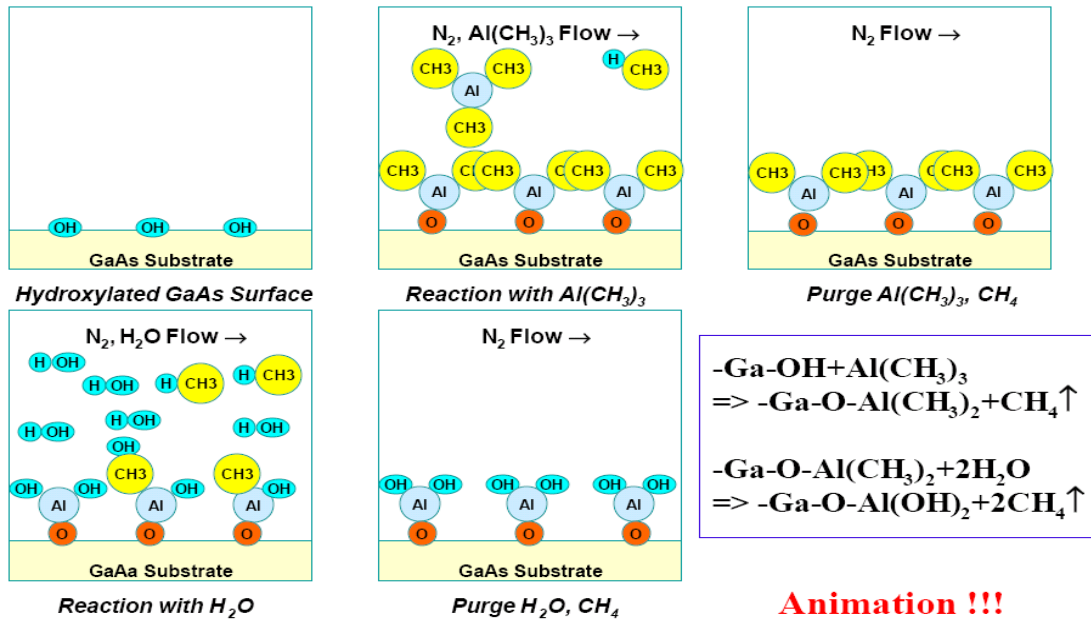 OH OH OH
GaAs Substrate
Hydroxylated GaAs Surface
N₂, Al(CH₃)₃ Flow →
CH3 CH3 H CH3
Al
CH3
CH3 CH3 CH3
Al Al Al
O O O
GaAs Substrate
Reaction with Al(CH₃)₃
N₂ Flow →
CH3 CH3 CH3
Al Al Al
O O O
GaAs Substrate
Purge Al(CH₃)₃, CH₄
N₂, H₂O Flow →
H OH H CH3
H OH H CH3
H OH H OH H OH
OH
CH3 CH3
OH OH OH OH
Al Al Al
O O O
GaAa Substrate
Reaction with H₂O
N₂ Flow →
OH OH OH OH OH OH
Al Al Al
O O O
GaAs Substrate
Purge H₂O, CH₄
-Ga-OH+Al(CH₃)₃
=> -Ga-O-Al(CH₃)₂+CH₄↑
-Ga-O-Al(CH₃)₂+2H₂O
=> -Ga-O-Al(OH)₂+2CH₄↑
Animation !!!